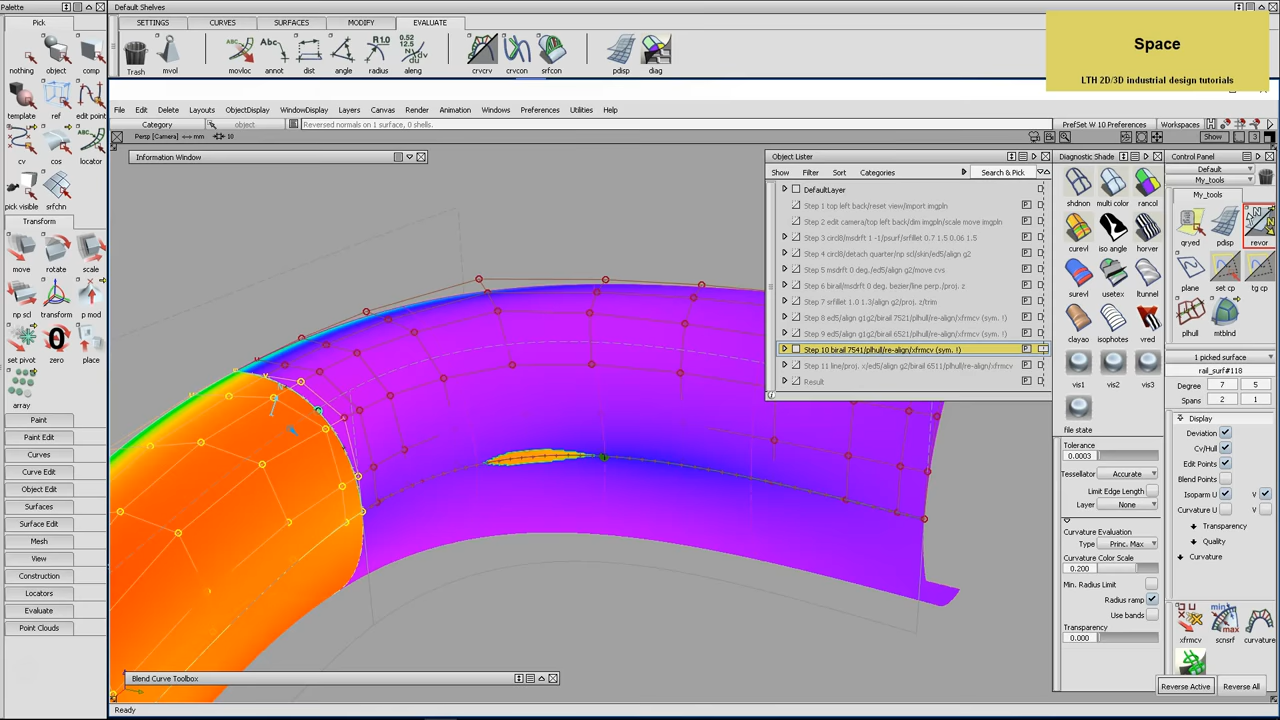 Palette
Default Shelves
Pick
SETTINGS CURVES SURFACES MODIFY EVALUATE
Space
LTH 2D/3D industrial design tutorials
nothing object comp
Trash mvol movloc annot dist angle radius aleng crvcrv crvcon srfcon pdisp diag
template ref edit point
File Edit Delete Layouts ObjectDisplay WindowDisplay Layers Canvas Render Animation Windows Preferences Utilities Help
Category object Reversed normals on 1 surface, 0 shells. PrefSet W 10 Preferences Workspaces
Persp [Camera] mm 10 Show 3
cv cos locator
Information Window
Object Lister
Diagnostic Shade
Control Panel
Default
My_tools
Show Filter Sort Categories Search & Pick
pick visible srfchn
Transform
move rotate scale
np scl transform p mod
set pivot zero place
array
DefaultLayer
Step 1 top left back/reset view/import imgpln
Step 2 edit camera/top left back/dim imgpln/scale move imgpln
Step 3 circl8/msdrft 1 -1/psurf/srfillet 0.7 1.5 0.06 1.5
Step 4 circl8/detach quarter/np scl/skin/ed5/align g2
Step 5 msdrft 0 deg./ed5/align g2/move cvs
Step 6 birail/msdrft 0 deg. bezier/line perp./proj. z
Step 7 srfillet 1.0 1.3/align g2/proj. z/trim
Step 8 ed5/align g1g2/birail 7521/plhull/re-align/xfrmcv (sym. !)
Step 9 ed5/align g1g2/birail 6521/plhull/re-align/xfrmcv (sym. !)
Step 10 birail 7541/plhull/re-align/xfrmcv (sym. !)
Step 11 line/proj. x/ed5/align g2/birail 6511/plhull/re-align/xfrmcv
Result
shdnon multi color rancol
curevl iso angle horver
surevl usetex ltunnel
clayao isophotes vred
vis1 vis2 vis3
file state
Tolerance
0.0003
Tessellator Accurate
Limit Edge Length
Layer None
Curvature Evaluation
Type Princ. Max
Curvature Color Scale
0.200
Min. Radius Limit
Radius ramp
Use bands
Transparency
0.000
My_tools
qryed pdisp revor
set cp tg cp
plhull mtblnd
1 picked surface
rail_surf#118
Degree 7 5
Spans 2 1
Display
Deviation
Cv/Hull
Edit Points
Blend Points
Isoparm U V
Curvature U V
Transparency
Quality
Curvature
xfrmcv scnsrf curvature
Reverse Active Reverse All
Paint
Paint Edit
Curves
Curve Edit
Object Edit
Surfaces
Surface Edit
Mesh
View
Construction
Locators
Evaluate
Point Clouds
Blend Curve Toolbox
Ready